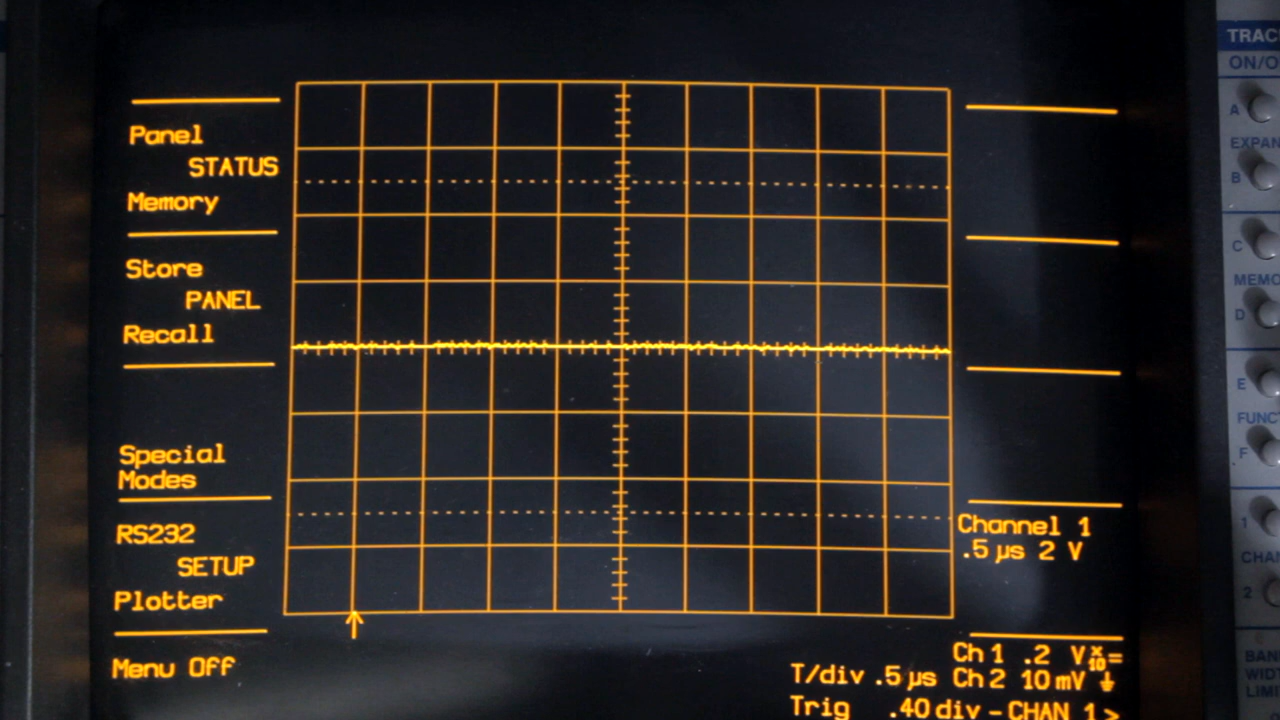 Panel
STATUS
Memory
Store
PANEL
Recall
Special
Modes
RS232
SETUP
Plotter
Menu Off
Channel 1
.5 µs 2 V
Ch 1 .2 V x10 =
T/div .5 µs Ch 2 10 mV
Trig .40 div - CHAN 1 >
ON/O
A
EXPAN
B
C
MEMO
D
E
FUNCT
F
1
CHA
2
BAN
WID
LIMI